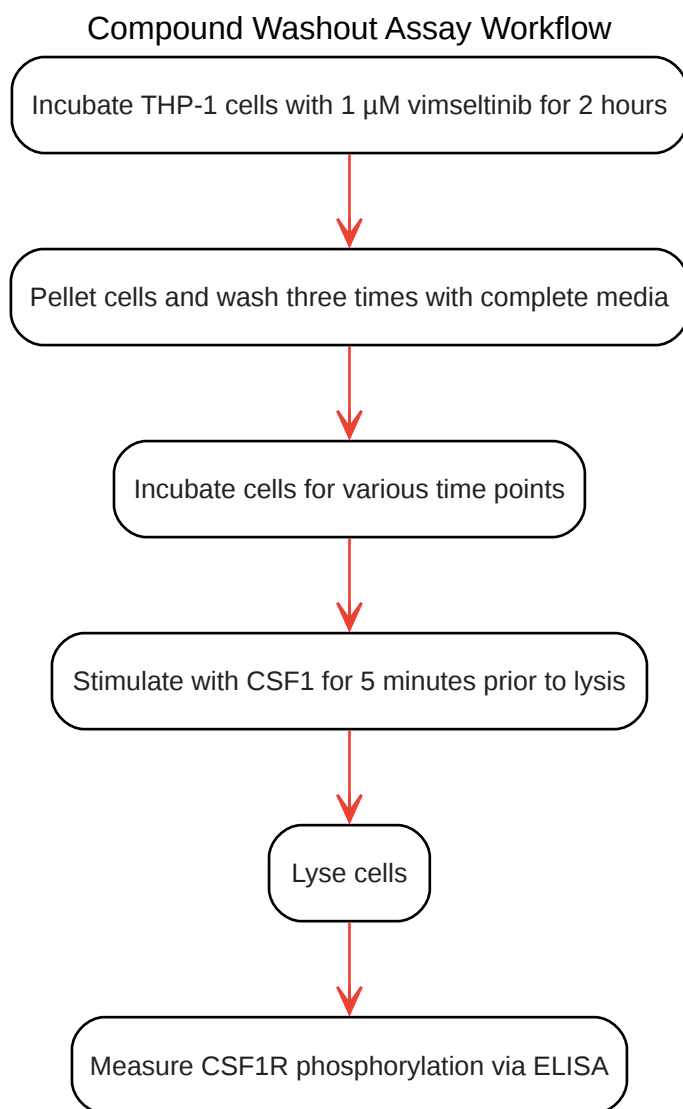 Compound Washout Assay Workflow
Incubate THP-1 cells with 1 µM vimseltinib for 2 hours
Pellet cells and wash three times with complete media
Incubate cells for various time points
Stimulate with CSF1 for 5 minutes prior to lysis
Lyse cells
Measure CSF1R phosphorylation via ELISA